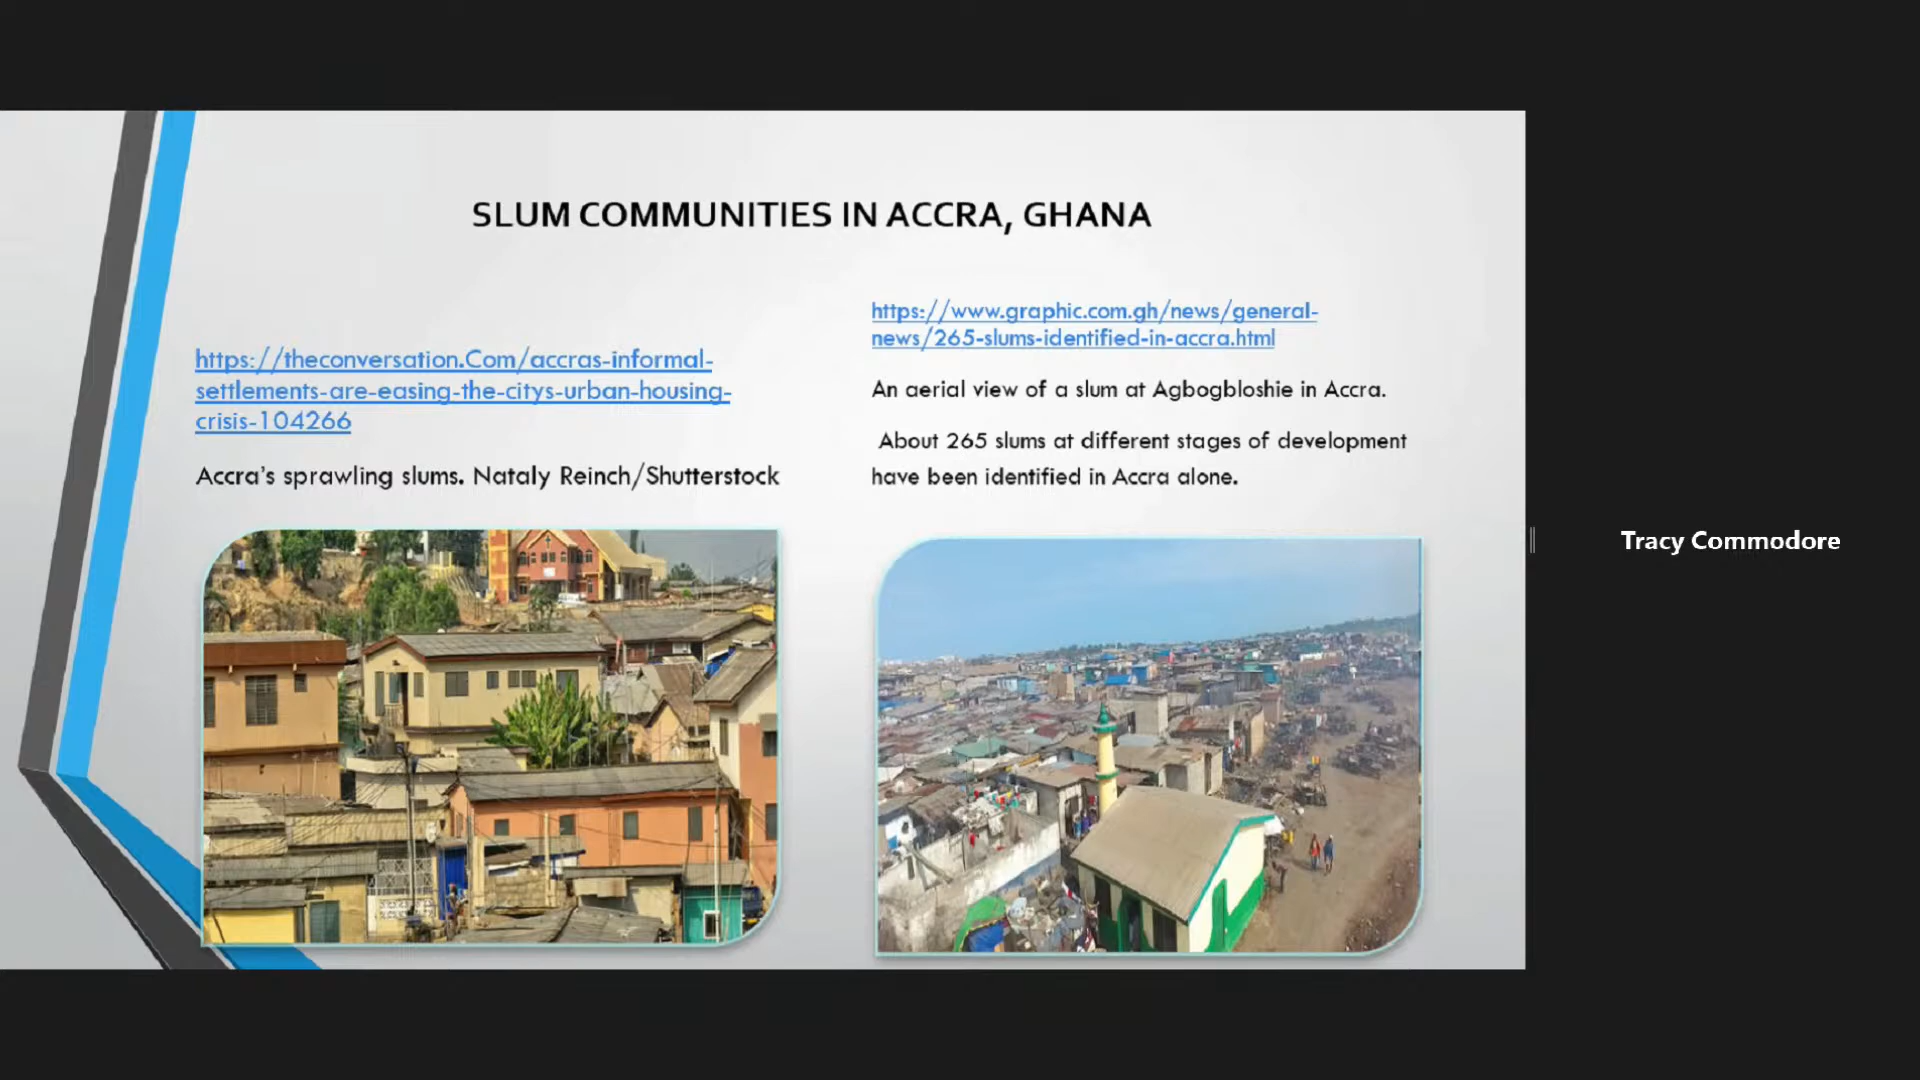 SLUM COMMUNITIES IN ACCRA, GHANA
https://theconversation.Com/accras-informal-
settlements-are-easing-the-citys-urban-housing-
crisis-104266
Accra's sprawling slums. Nataly Reinch/Shutterstock
https://www.graphic.com.gh/news/general-
news/265-slums-identified-in-accra.html
An aerial view of a slum at Agbogbloshie in Accra.
About 265 slums at different stages of development
have been identified in Accra alone.
Tracy Commodore